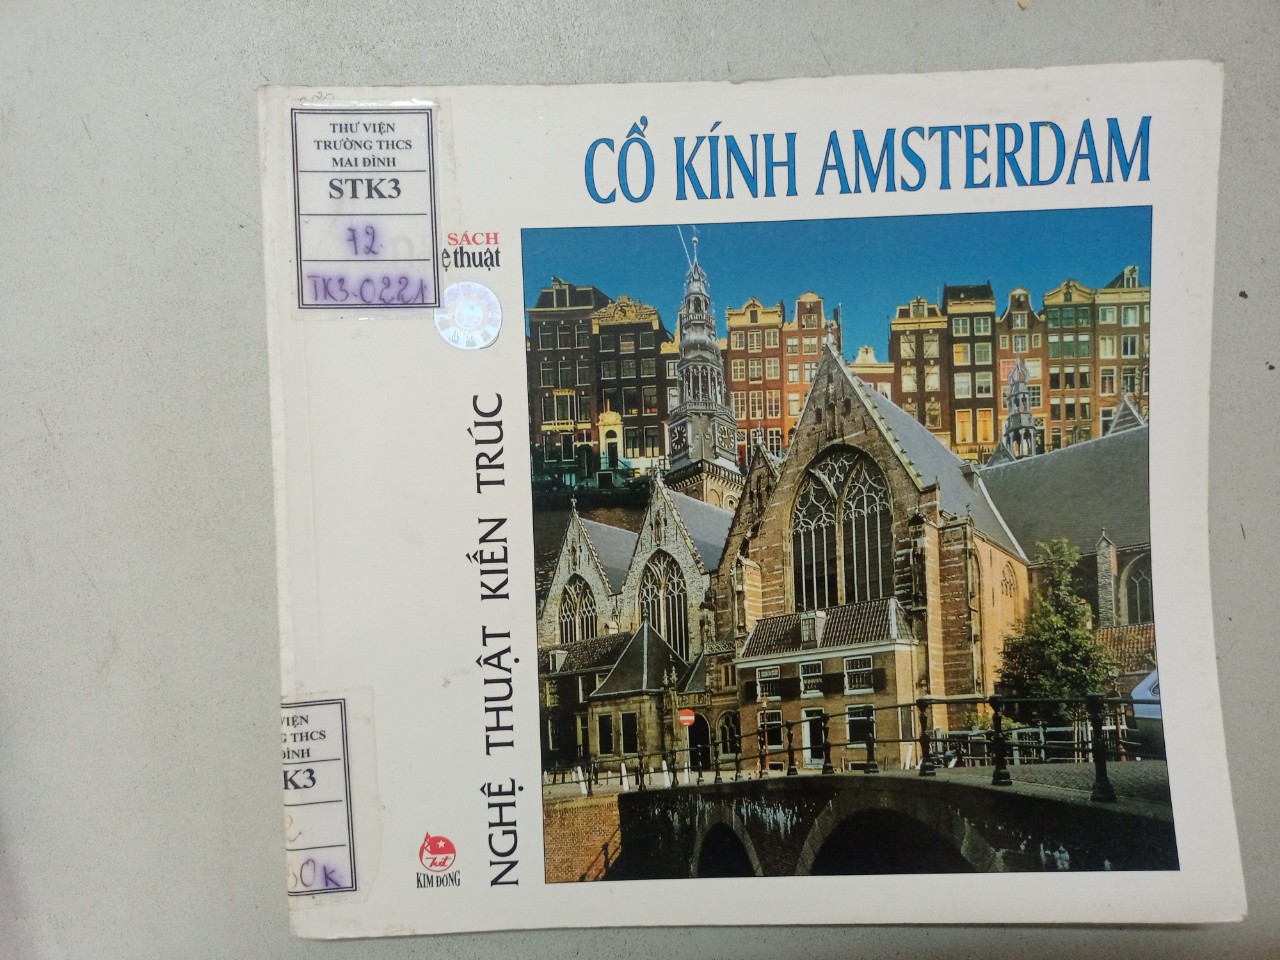 THƯ VIỆN
TRƯỜNG THCS
MAI ĐÌNH
STK3
72
TK3-0221
CỔ KÍNH AMSTERDAM
SÁCH
ệ thuật
NGHỆ THUẬT KIẾN TRÚC
VIỆN
THCS
ĐÌNH
K3
0K
KIM ĐỒNG